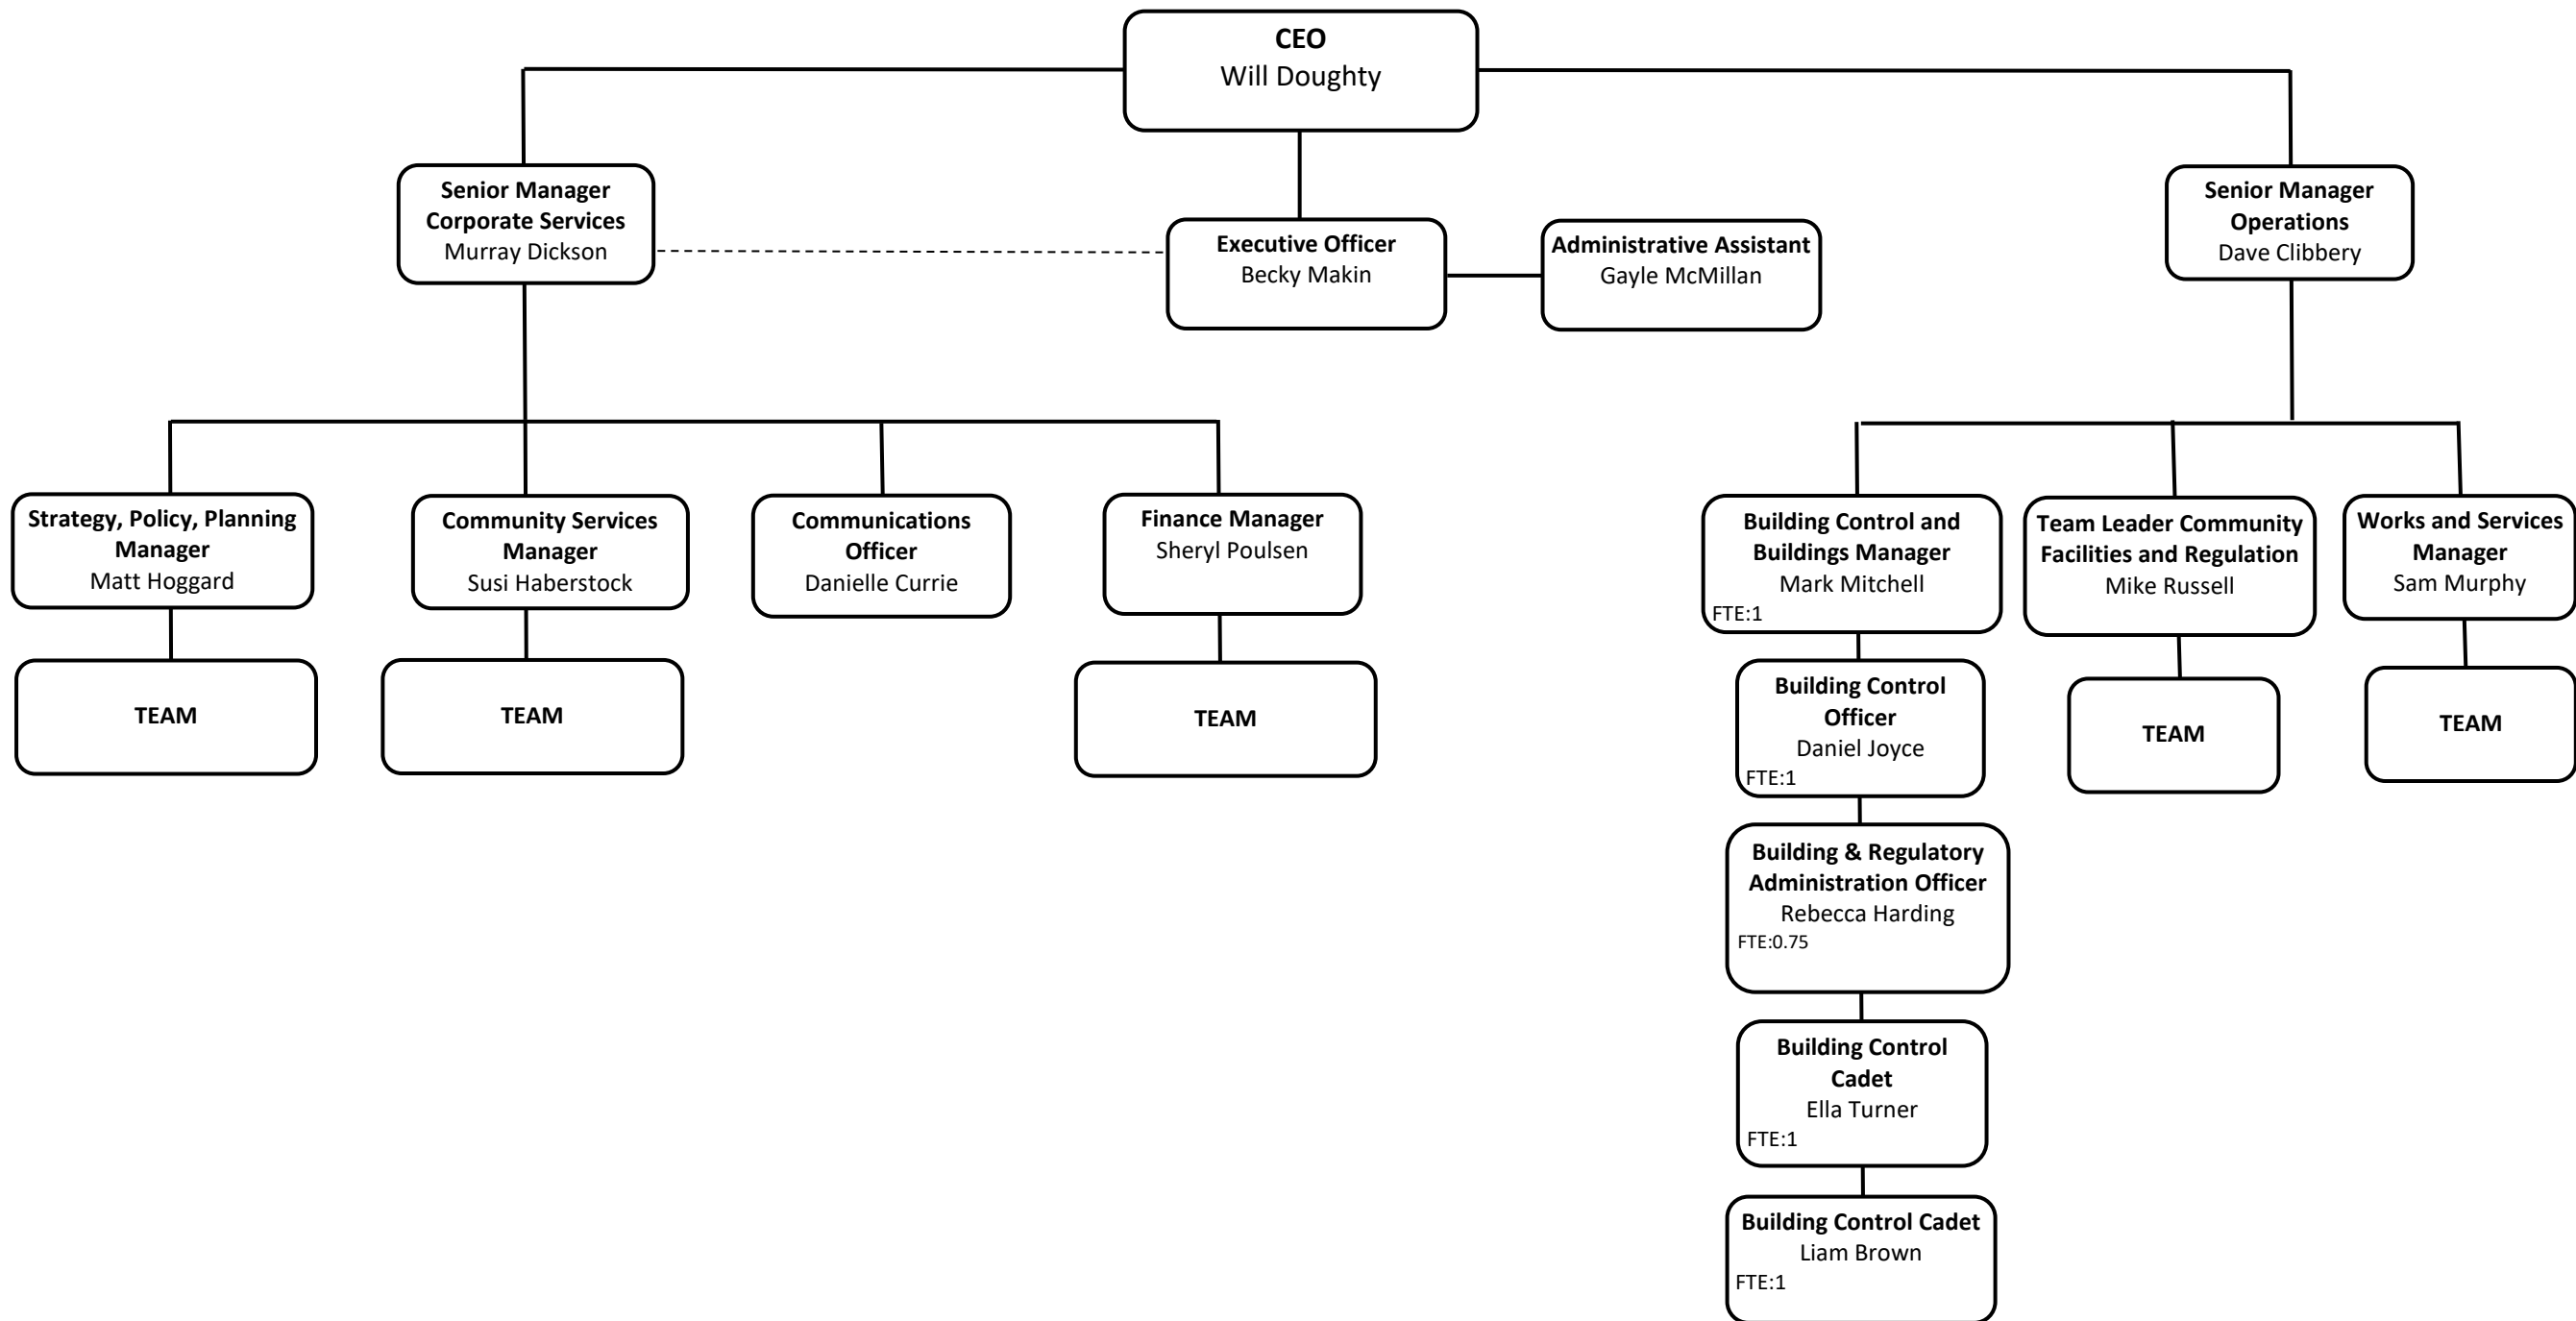 CEO
Will Doughty
Senior Manager
Corporate Services
Murray Dickson
Executive Officer
Becky Makin
Administrative Assistant
Gayle McMillan
Senior Manager
Operations
Dave Clibbery
Strategy, Policy, Planning
Manager
Matt Hoggard
Community Services
Manager
Susi Haberstock
Communications
Officer
Danielle Currie
Finance Manager
Sheryl Poulsen
Building Control and
Buildings Manager
Mark Mitchell
FTE:1
Team Leader Community
Facilities and Regulation
Mike Russell
Works and Services
Manager
Sam Murphy
TEAM
TEAM
TEAM
Building Control
Officer
Daniel Joyce
FTE:1
TEAM
TEAM
Building & Regulatory
Administration Officer
Rebecca Harding
FTE:0.75
Building Control
Cadet
Ella Turner
FTE:1
Building Control Cadet
Liam Brown
FTE:1